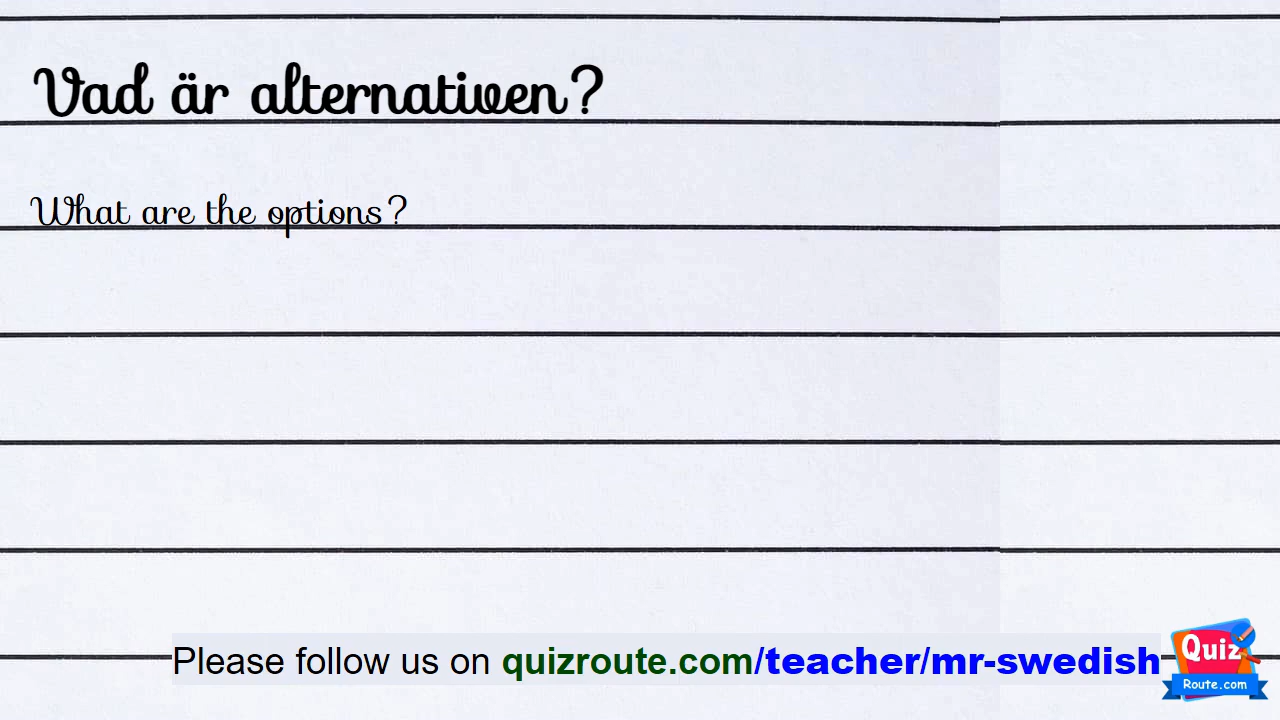 Vad är alternativen?
What are the options?
Please follow us on quizroute.com/teacher/mr-swedish
Quiz
Route.com